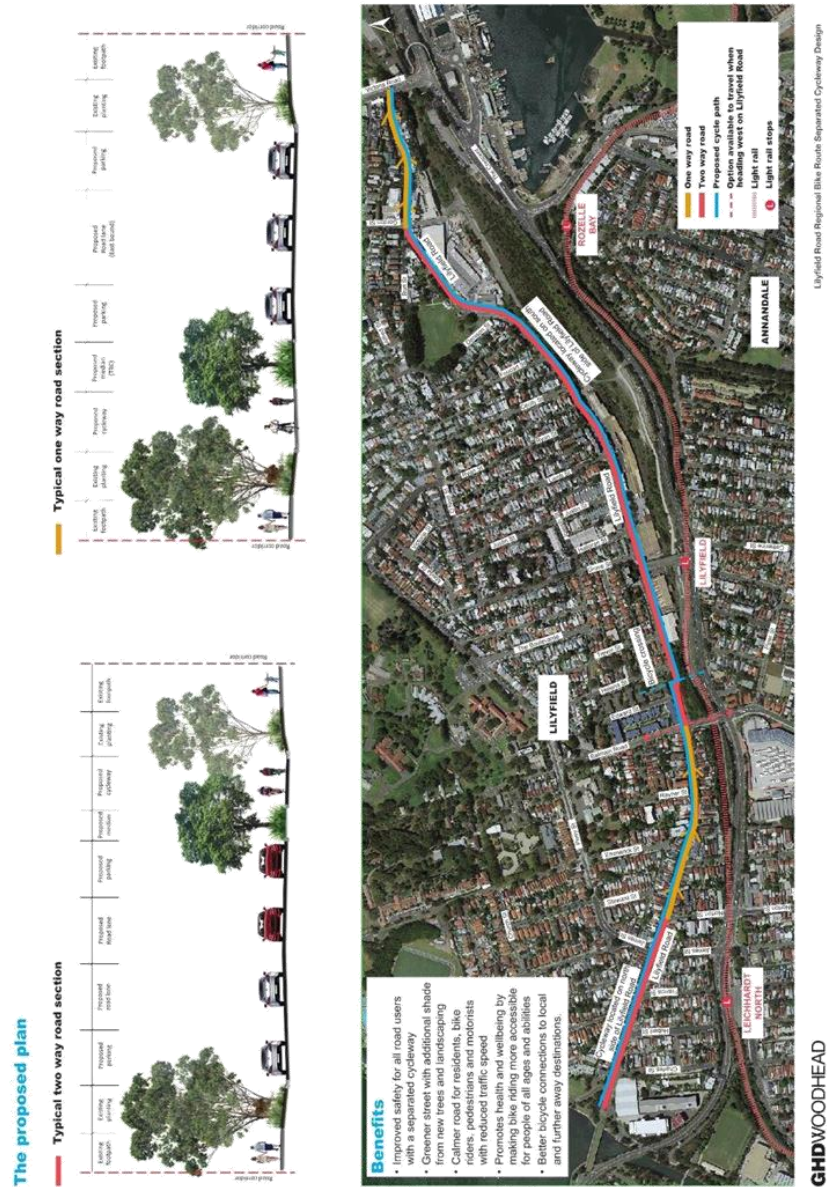 The proposed plan
Typical two way road section
Existing footpath
Existing planting
Proposed parking
Proposed road lane
Proposed Road lane
Proposed parking
Proposed median
Proposed cycleway
Existing planting
Existing footpath
Road corridor
Road corridor
Typical one way road section
Existing footpath
Existing planting
Proposed cycleway
Proposed median (TBC)
Proposed parking
Proposed Road lane (East bound)
Proposed parking
Existing planting
Existing footpath
Road corridor
Road corridor
Benefits
• Improved safety for all road users
with a separated cycleway
• Greener street with additional shade
from new trees and landscaping
• Calmer road for residents, bike
riders, pedestrians and motorists
with reduced traffic speed
• Promotes health and wellbeing by
making bike riding more accessible
for people of all ages and abilities
• Better bicycle connections to local
and further away destinations.
Cycleway located on north
side of Lilyfield Road
Lilyfield Road
LEICHHARDT
NORTH
L
LILYFIELD
Bicycle crossing
Rayner St
Lilyfield Road
LILYFIELD
L
Cycleway located on south
side of Lilyfield Road
Lilyfield Road
ROZELLE
BAY
L
ANNANDALE
One way road
Two way road
Proposed cycle path
Option available to travel when
heading west on Lilyfield Road
Light rail
L Light rail stops
GHDWOODHEAD
Lilyfield Road Regional Bike Route Separated Cycleway Design